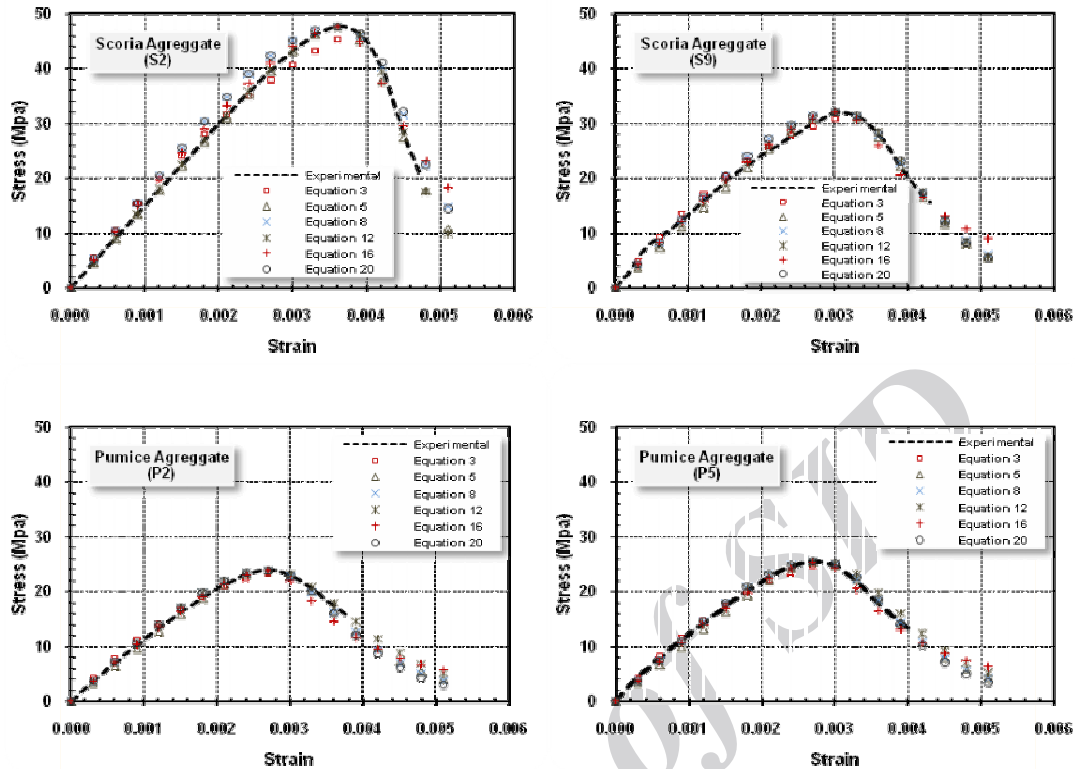 Scoria Agreggate
(S2)
Stress (Mpa)
50
40
30
20
10
0
Experimental
Equation 3
Equation 5
Equation 8
Equation 12
Equation 16
Equation 20
0.000 0.001 0.002 0.003 0.004 0.005 0.006
Strain
Scoria Agreggate
(S9)
Stress (Mpa)
50
40
30
20
10
0
Experimental
Equation 3
Equation 5
Equation 8
Equation 12
Equation 16
Equation 20
0.000 0.001 0.002 0.003 0.004 0.005 0.006
Strain
Pumice Agreggate
(P2)
Stress (Mpa)
50
40
30
20
10
0
Experimental
Equation 3
Equation 5
Equation 8
Equation 12
Equation 16
Equation 20
0.000 0.001 0.002 0.003 0.004 0.005 0.006
Strain
Pumice Agreggate
(P5)
Stress (Mpa)
50
40
30
20
10
0
Experimental
Equation 3
Equation 5
Equation 8
Equation 12
Equation 16
Equation 20
0.000 0.001 0.002 0.003 0.004 0.005 0.006
Strain
of SID